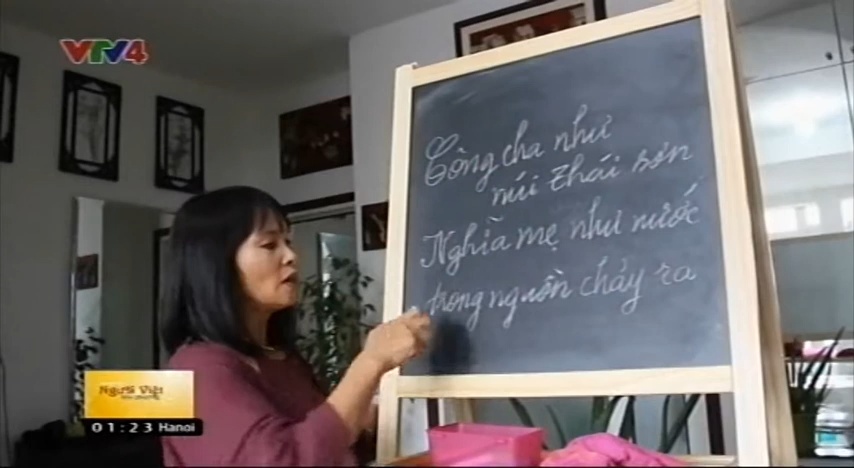 VTV4
Công cha như
núi thái sơn
Nghĩa mẹ như nước
trong nguồn chảy ra
Người Việt
01:23 Hanoi